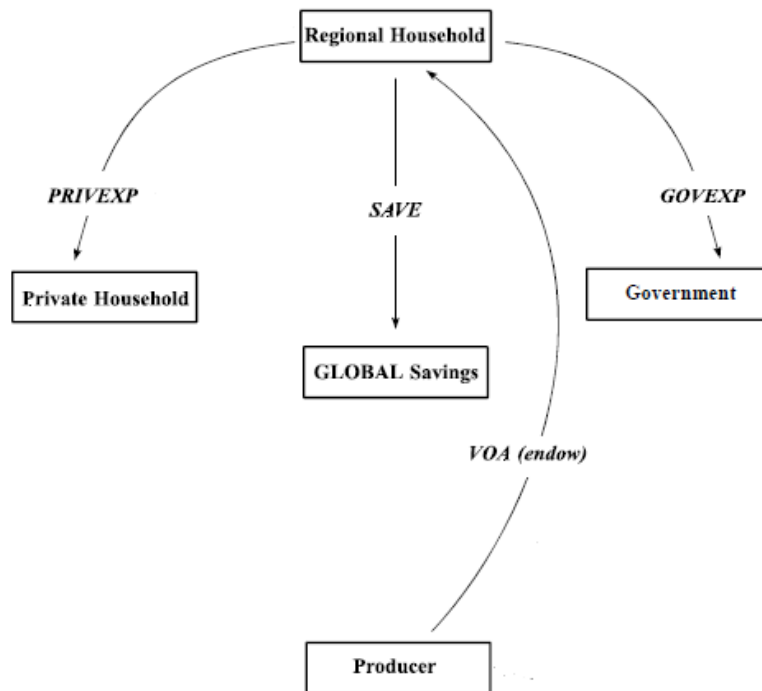 Regional Household
PRIVEXP
SAVE
GOVEXP
Private Household
Government
GLOBAL Savings
VOA (endow)
Producer